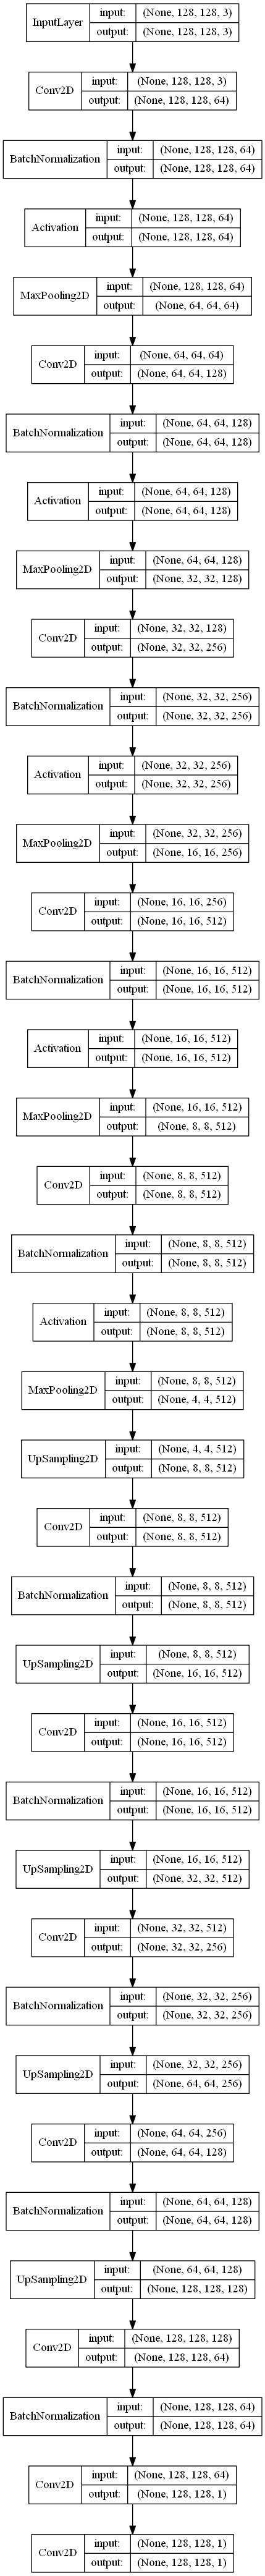 InputLayer
input: (None, 128, 128, 3)
output: (None, 128, 128, 3)
Conv2D
input: (None, 128, 128, 3)
output: (None, 128, 128, 64)
BatchNormalization
input: (None, 128, 128, 64)
output: (None, 128, 128, 64)
Activation
input: (None, 128, 128, 64)
output: (None, 128, 128, 64)
MaxPooling2D
input: (None, 128, 128, 64)
output: (None, 64, 64, 64)
Conv2D
input: (None, 64, 64, 64)
output: (None, 64, 64, 128)
BatchNormalization
input: (None, 64, 64, 128)
output: (None, 64, 64, 128)
Activation
input: (None, 64, 64, 128)
output: (None, 64, 64, 128)
MaxPooling2D
input: (None, 64, 64, 128)
output: (None, 32, 32, 128)
Conv2D
input: (None, 32, 32, 128)
output: (None, 32, 32, 256)
BatchNormalization
input: (None, 32, 32, 256)
output: (None, 32, 32, 256)
Activation
input: (None, 32, 32, 256)
output: (None, 32, 32, 256)
MaxPooling2D
input: (None, 32, 32, 256)
output: (None, 16, 16, 256)
Conv2D
input: (None, 16, 16, 256)
output: (None, 16, 16, 512)
BatchNormalization
input: (None, 16, 16, 512)
output: (None, 16, 16, 512)
Activation
input: (None, 16, 16, 512)
output: (None, 16, 16, 512)
MaxPooling2D
input: (None, 16, 16, 512)
output: (None, 8, 8, 512)
Conv2D
input: (None, 8, 8, 512)
output: (None, 8, 8, 512)
BatchNormalization
input: (None, 8, 8, 512)
output: (None, 8, 8, 512)
Activation
input: (None, 8, 8, 512)
output: (None, 8, 8, 512)
MaxPooling2D
input: (None, 8, 8, 512)
output: (None, 4, 4, 512)
UpSampling2D
input: (None, 4, 4, 512)
output: (None, 8, 8, 512)
Conv2D
input: (None, 8, 8, 512)
output: (None, 8, 8, 512)
BatchNormalization
input: (None, 8, 8, 512)
output: (None, 8, 8, 512)
UpSampling2D
input: (None, 8, 8, 512)
output: (None, 16, 16, 512)
Conv2D
input: (None, 16, 16, 512)
output: (None, 16, 16, 512)
BatchNormalization
input: (None, 16, 16, 512)
output: (None, 16, 16, 512)
UpSampling2D
input: (None, 16, 16, 512)
output: (None, 32, 32, 512)
Conv2D
input: (None, 32, 32, 512)
output: (None, 32, 32, 256)
BatchNormalization
input: (None, 32, 32, 256)
output: (None, 32, 32, 256)
UpSampling2D
input: (None, 32, 32, 256)
output: (None, 64, 64, 256)
Conv2D
input: (None, 64, 64, 256)
output: (None, 64, 64, 128)
BatchNormalization
input: (None, 64, 64, 128)
output: (None, 64, 64, 128)
UpSampling2D
input: (None, 64, 64, 128)
output: (None, 128, 128, 128)
Conv2D
input: (None, 128, 128, 128)
output: (None, 128, 128, 64)
BatchNormalization
input: (None, 128, 128, 64)
output: (None, 128, 128, 64)
Conv2D
input: (None, 128, 128, 64)
output: (None, 128, 128, 1)
Conv2D
input: (None, 128, 128, 1)
output: (None, 128, 128, 1)